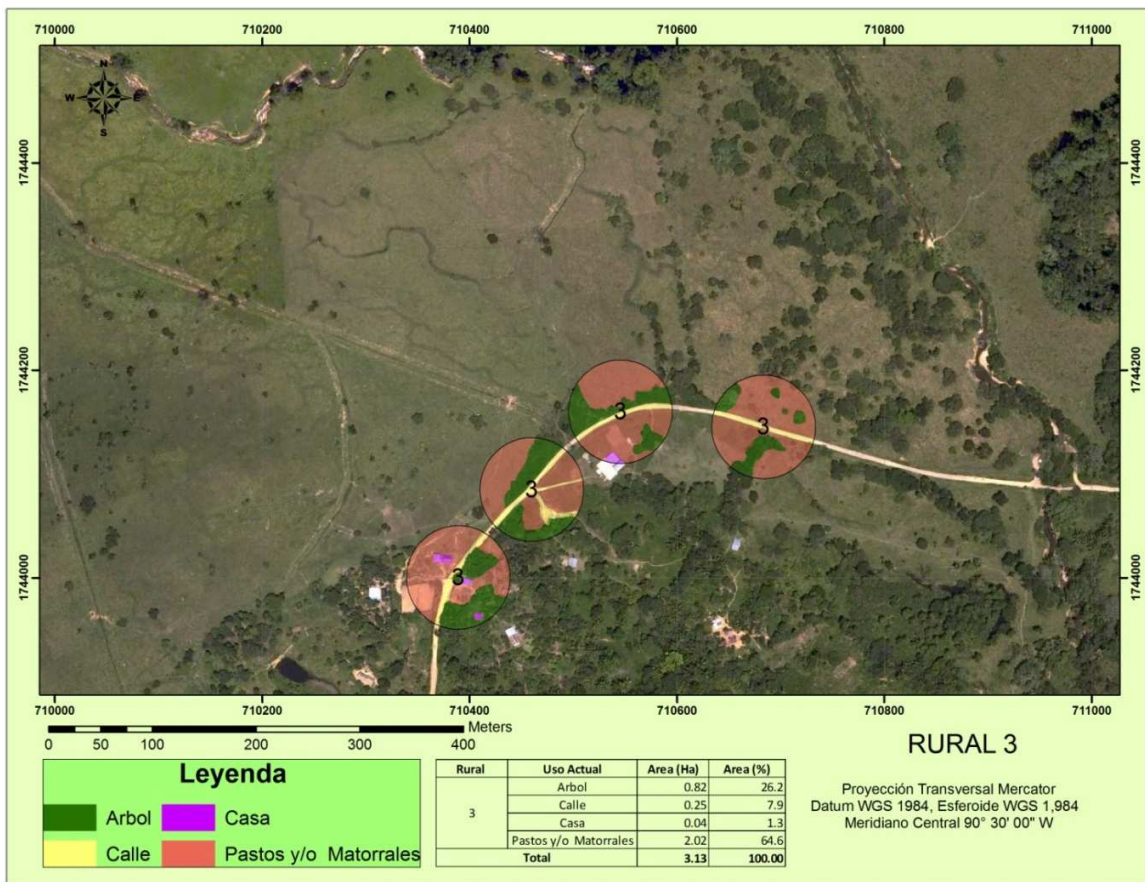 710000 710200 710400 710600 710800 711000
N
W E
S
1744400 1744400
1744200 1744200
3 3
3
3
1744000 1744000
710000 710200 710400 710600 710800 711000
Meters
0 50 100 200 300 400
RURAL 3
Proyección Transversal Mercator
Datum WGS 1984, Esferoide WGS 1,984
Meridiano Central 90° 30' 00" W
Leyenda
Arbol Casa
Calle Pastos y/o Matorrales
Rural Uso Actual Area (Ha) Area (%)
3 Arbol 0.82 26.2
Calle 0.25 7.9
Casa 0.04 1.3
Pastos y/o Matorrales 2.02 64.6
Total 3.13 100.00